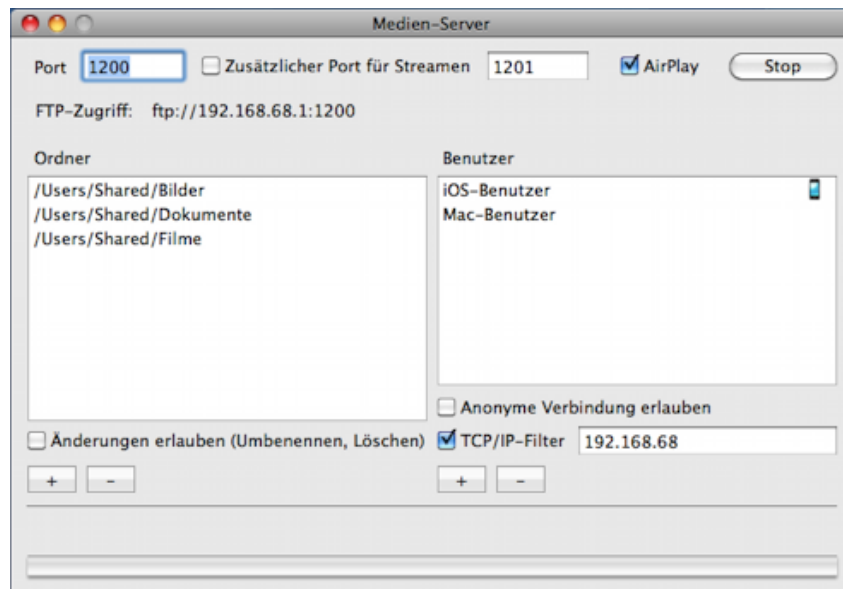 Medien-Server
Port 1200 Zusätzlicher Port für Streamen 1201 AirPlay Stop
FTP-Zugriff: ftp://192.168.68.1:1200
Ordner
/Users/Shared/Bilder
/Users/Shared/Dokumente
/Users/Shared/Filme
Änderungen erlauben (Umbenennen, Löschen)
+ -
Benutzer
iOS-Benutzer
Mac-Benutzer
Anonyme Verbindung erlauben
TCP/IP-Filter 192.168.68
+ -